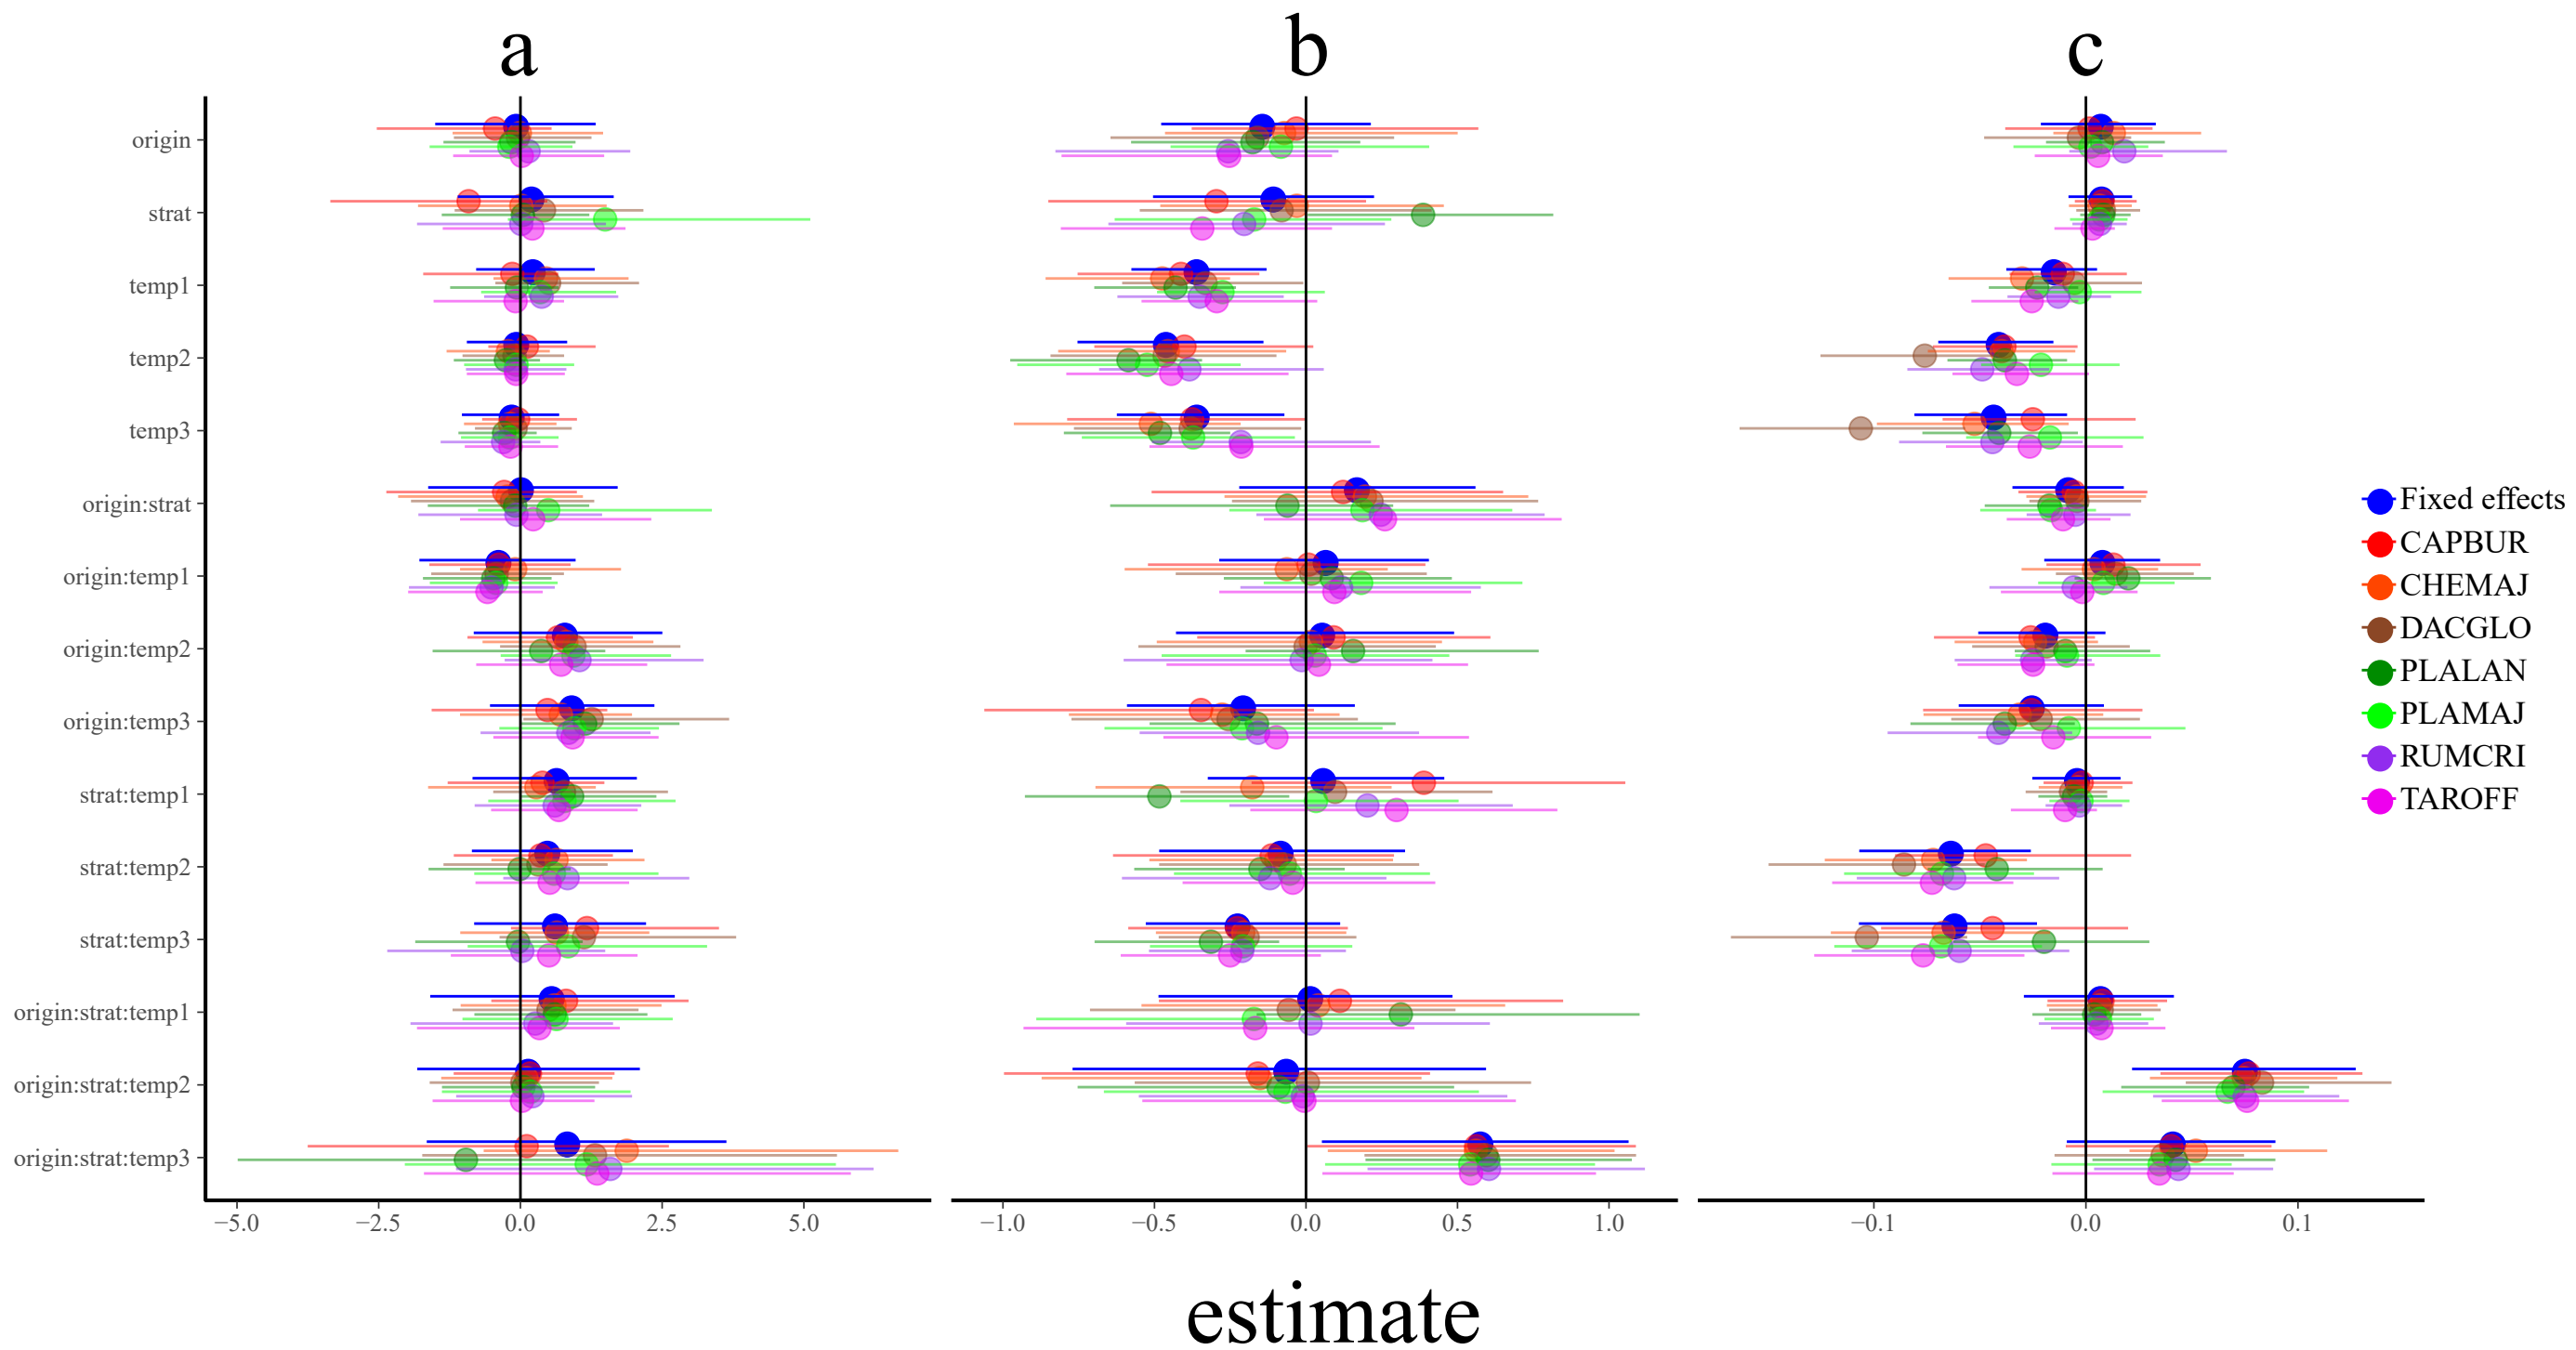 a b c
origin
strat
temp1
temp2
temp3
origin:strat
origin:temp1
origin:temp2
origin:temp3
strat:temp1
strat:temp2
strat:temp3
origin:strat:temp1
origin:strat:temp2
origin:strat:temp3
−5.0 −2.5 0.0 2.5 5.0
−1.0 −0.5 0.0 0.5 1.0
−0.1 0.0 0.1
estimate
Fixed effects
CAPBUR
CHEMAJ
DACGLO
PLALAN
PLAMAJ
RUMCRI
TAROFF